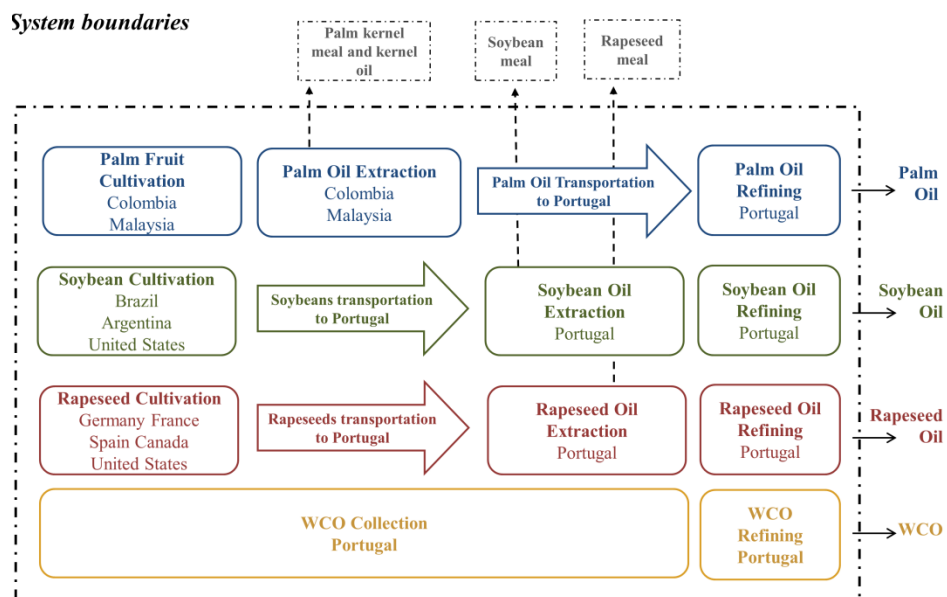 System boundaries
Palm kernel
meal and kernel
oil
Soybean
meal
Rapeseed
meal
Palm Fruit
Cultivation
Colombia
Malaysia
Palm Oil Extraction
Colombia
Malaysia
Palm Oil Transportation
to Portugal
Palm Oil
Refining
Portugal
Palm
Oil
Soybean Cultivation
Brazil
Argentina
United States
Soybeans transportation
to Portugal
Soybean Oil
Extraction
Portugal
Soybean Oil
Refining
Portugal
Soybean
Oil
Rapeseed Cultivation
Germany France
Spain Canada
United States
Rapeseeds transportation
to Portugal
Rapeseed Oil
Extraction
Portugal
Rapeseed Oil
Refining
Portugal
Rapeseed
Oil
WCO Collection
Portugal
WCO
Refining
Portugal
WCO